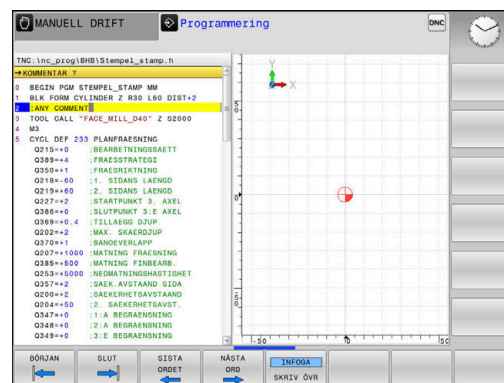 MANUELL DRIFT
Programmering
DNC
TNC:\nc_prog\BHB\Stempel_stamp.h
→KOMMENTAR ?
0 BEGIN PGM STEMPEL_STAMP MM
1 BLK FORM CYLINDER Z R30 L60 DIST+2
2 ;ANY COMMENT
3 TOOL CALL "FACE_MILL_D40" Z S2000
4 M3
5 CYCL DEF 233 PLANFRAESNING
Q215=+0 ;BEARBETNINGSSAETT
Q389=+4 ;FRAESSTRATEGI
Q350=+1 ;FRAESRIKTNING
Q218=-60 ;1. SIDANS LAENGD
Q219=+60 ;2. SIDANS LAENGD
Q227=+2 ;STARTPUNKT 3. AXEL
Q386=+0 ;SLUTPUNKT 3:E AXEL
Q369=+0.4 ;TILLAEGG DJUP
Q202=+2 ;MAX. SKAERDJUP
Q370=+1 ;BANOEVERLAPP
Q207=+1000 ;MATNING FRAESNING
Q385=+500 ;MATNING FINBEARB.
Q253=+5000 ;NEDMATNINGSHASTIGHET
Q357=+2 ;SAEK.AVSTAAND SIDA
Q200=+2 ;SAEKERHETSAVSTAAND
Q204=+50 ;2. SAEKERHETSAVST.
Q347=+0 ;1:A BEGRAENSNING
Q348=+0 ;2:A BEGRAENSNING
Q349=+0 ;3:E BEGRAENSNING
Y
X
50
0
-50
-50
0
50
BÖRJAN
SLUT
SISTA
ORDET
NÄSTA
ORD
INFOGA
SKRIV ÖVR